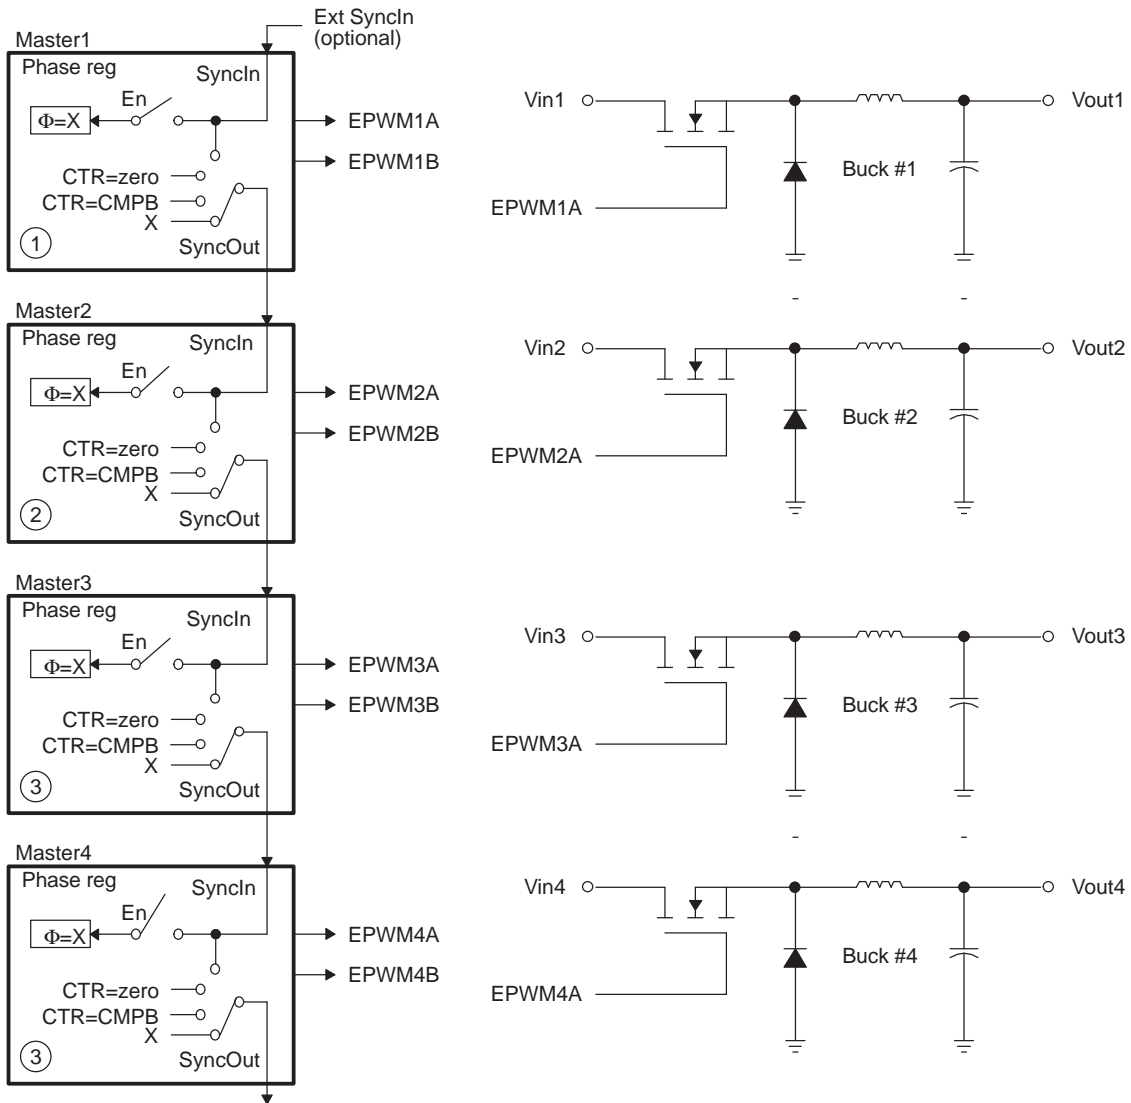 Ext SyncIn
(optional)
Master1
Phase reg
SyncIn
En
Φ=X
EPWM1A
EPWM1B
CTR=zero
CTR=CMPB
X
1
SyncOut
Vin1
Vout1
Buck #1
EPWM1A
Master2
Phase reg
SyncIn
En
Φ=X
EPWM2A
EPWM2B
CTR=zero
CTR=CMPB
X
2
SyncOut
Vin2
Vout2
Buck #2
EPWM2A
Master3
Phase reg
SyncIn
En
Φ=X
EPWM3A
EPWM3B
CTR=zero
CTR=CMPB
X
3
SyncOut
Vin3
Vout3
Buck #3
EPWM3A
Master4
Phase reg
SyncIn
En
Φ=X
EPWM4A
EPWM4B
CTR=zero
CTR=CMPB
X
3
SyncOut
Vin4
Vout4
Buck #4
EPWM4A